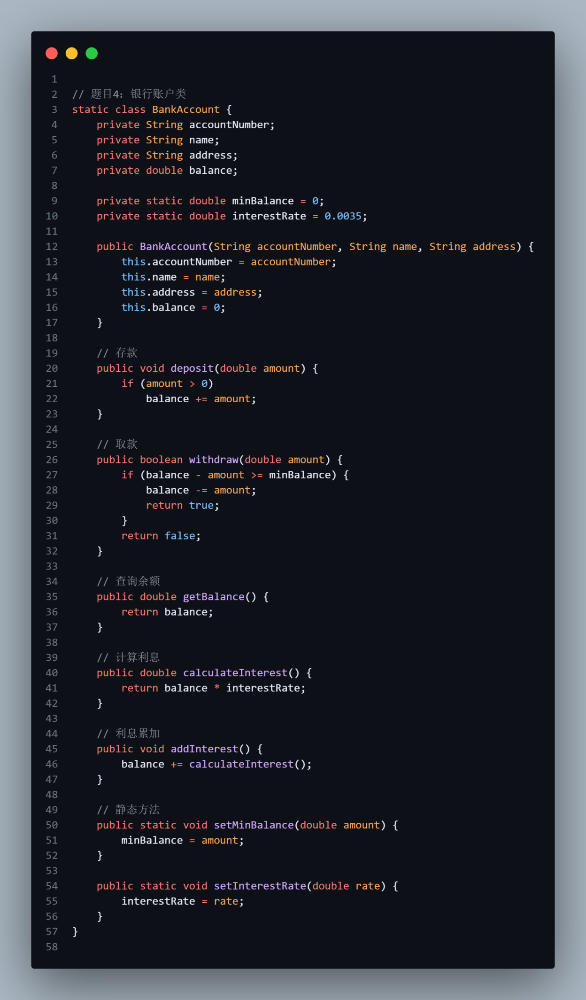 1
2 // 题目4：银行账户类
3 static class BankAccount {
4     private String accountNumber;
5     private String name;
6     private String address;
7     private double balance;
8
9     private static double minBalance = 0;
10     private static double interestRate = 0.0035;
11
12     public BankAccount(String accountNumber, String name, String address) {
13         this.accountNumber = accountNumber;
14         this.name = name;
15         this.address = address;
16         this.balance = 0;
17     }
18
19     // 存款
20     public void deposit(double amount) {
21         if (amount > 0)
22             balance += amount;
23     }
24
25     // 取款
26     public boolean withdraw(double amount) {
27         if (balance - amount >= minBalance) {
28             balance -= amount;
29             return true;
30         }
31         return false;
32     }
33
34     // 查询余额
35     public double getBalance() {
36         return balance;
37     }
38
39     // 计算利息
40     public double calculateInterest() {
41         return balance * interestRate;
42     }
43
44     // 利息累加
45     public void addInterest() {
46         balance += calculateInterest();
47     }
48
49     // 静态方法
50     public static void setMinBalance(double amount) {
51         minBalance = amount;
52     }
53
54     public static void setInterestRate(double rate) {
55         interestRate = rate;
56     }
57 }
58